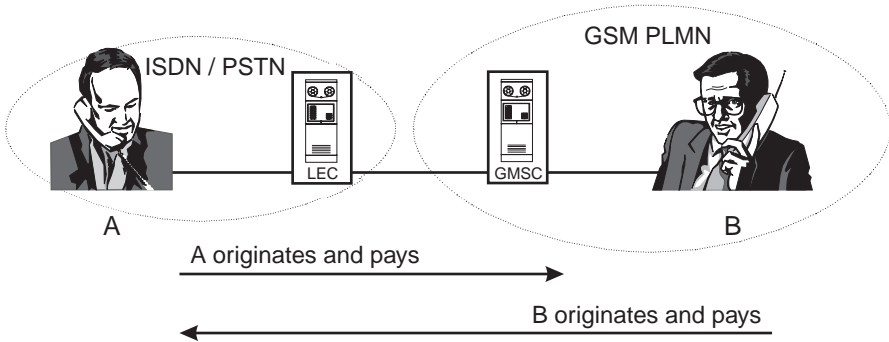 GSM PLMN
ISDN / PSTN
LEC
GMSC
A
B
A originates and pays
B originates and pays